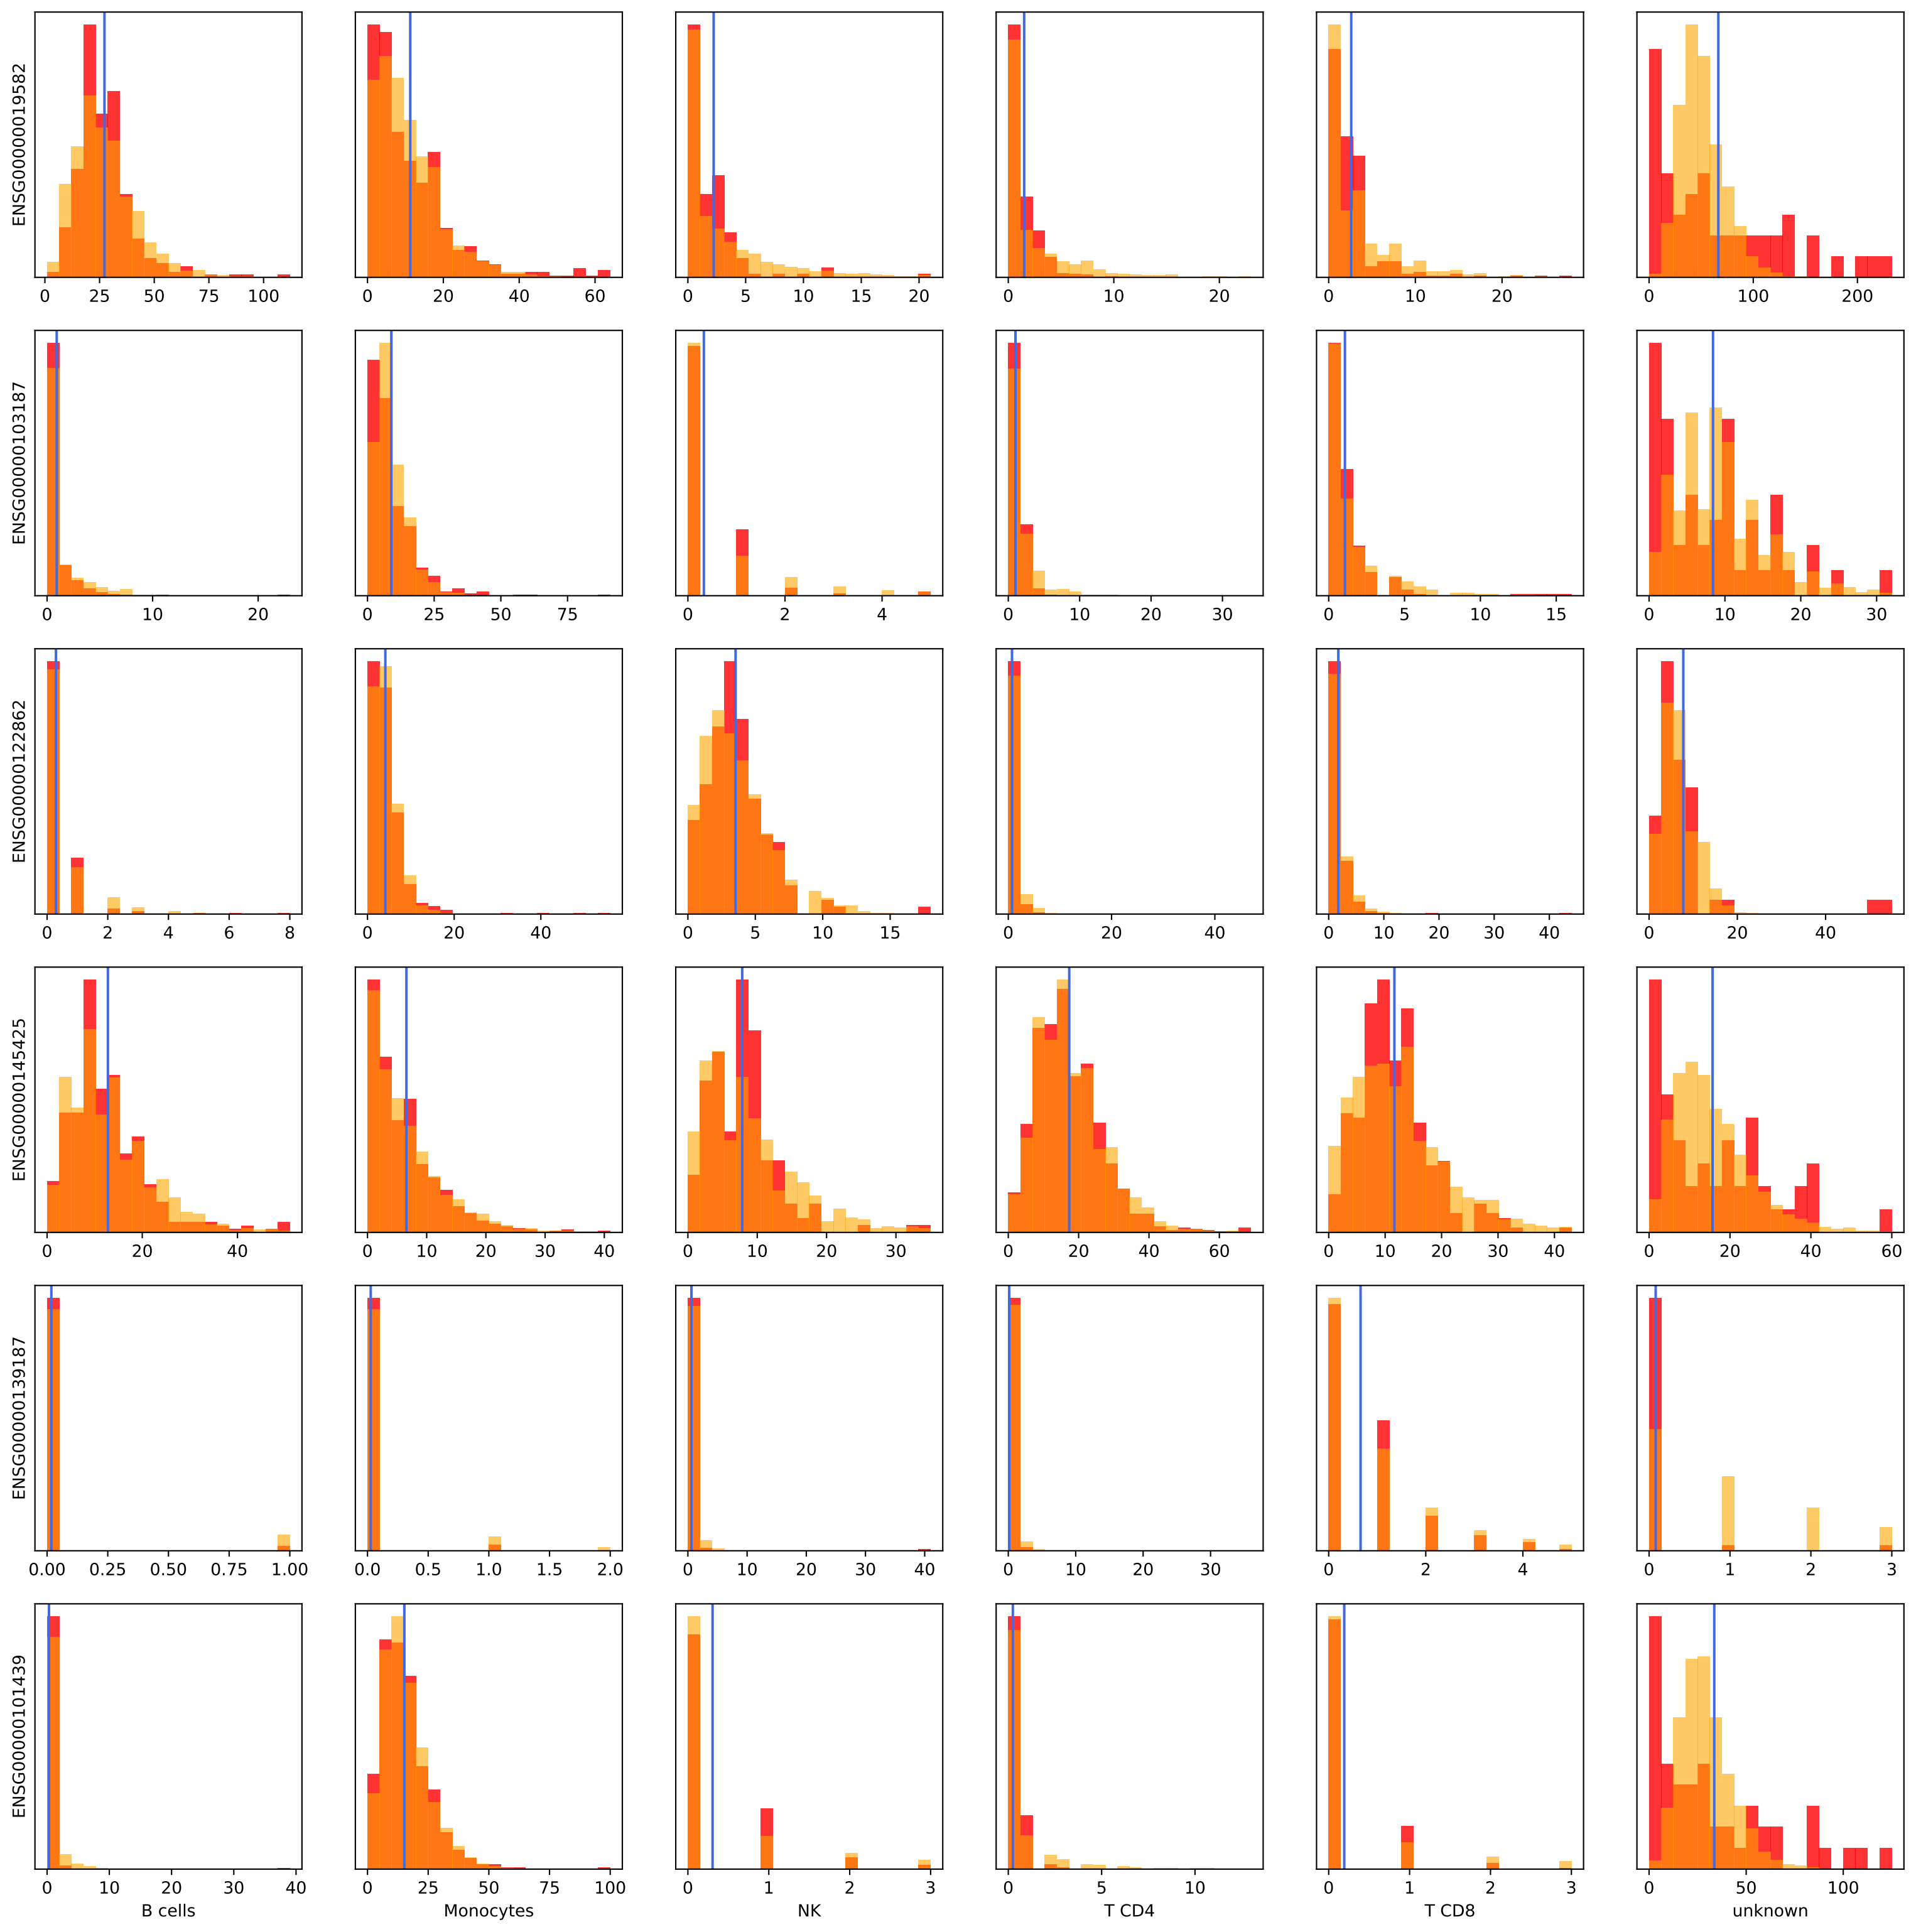 ENSG00000019582
0 25 50 75 100
0 20 40 60
0 5 10 15 20
0 10 20
0 10 20
0 100 200
ENSG00000103187
0 10 20
0 25 50 75
0 2 4
0 10 20 30
0 5 10 15
0 10 20 30
ENSG00000122862
0 2 4 6 8
0 20 40
0 5 10 15
0 20 40
0 10 20 30 40
0 20 40
ENSG00000145425
0 20 40
0 10 20 30 40
0 10 20 30
0 20 40 60
0 10 20 30 40
0 20 40 60
ENSG00000139187
0.00 0.25 0.50 0.75 1.00
0.0 0.5 1.0 1.5 2.0
0 10 20 30 40
0 10 20 30
0 2 4
0 1 2 3
ENSG00000101439
0 10 20 30 40
B cells
0 25 50 75 100
Monocytes
0 1 2 3
NK
0 5 10
T CD4
0 1 2 3
T CD8
0 50 100
unknown